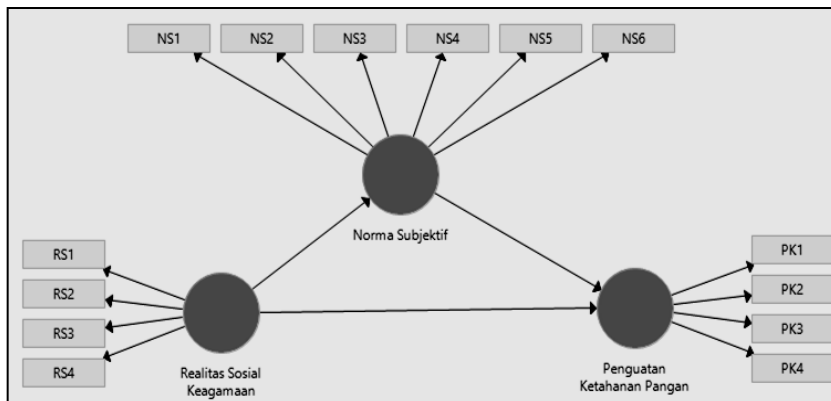 NS1 NS2 NS3 NS4 NS5 NS6
Norma Subjektif
RS1
RS2
RS3
RS4
Realitas Sosial
Keagamaan
PK1
PK2
PK3
PK4
Penguatan
Ketahanan Pangan